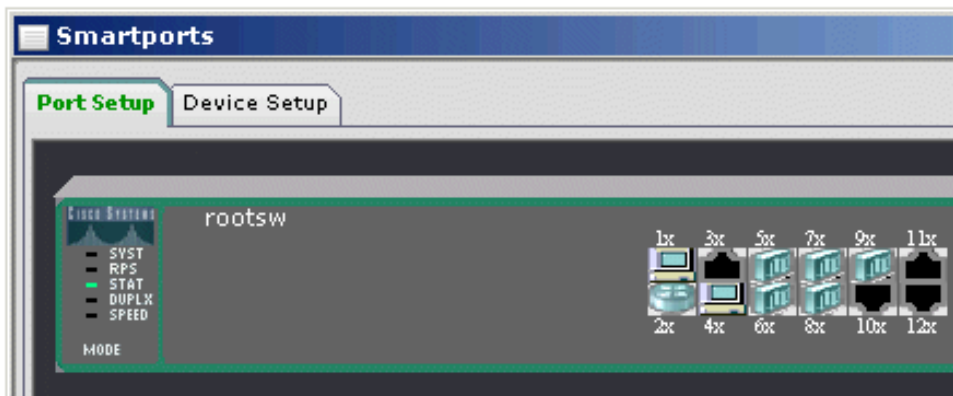 Smartports
Port Setup Device Setup
CISCO SYSTEMS
rootsw
SYST
RPS
STAT
DUPLX
SPEED
MODE
1x 3x 5x 7x 9x 11x
2x 4x 6x 8x 10x 12x